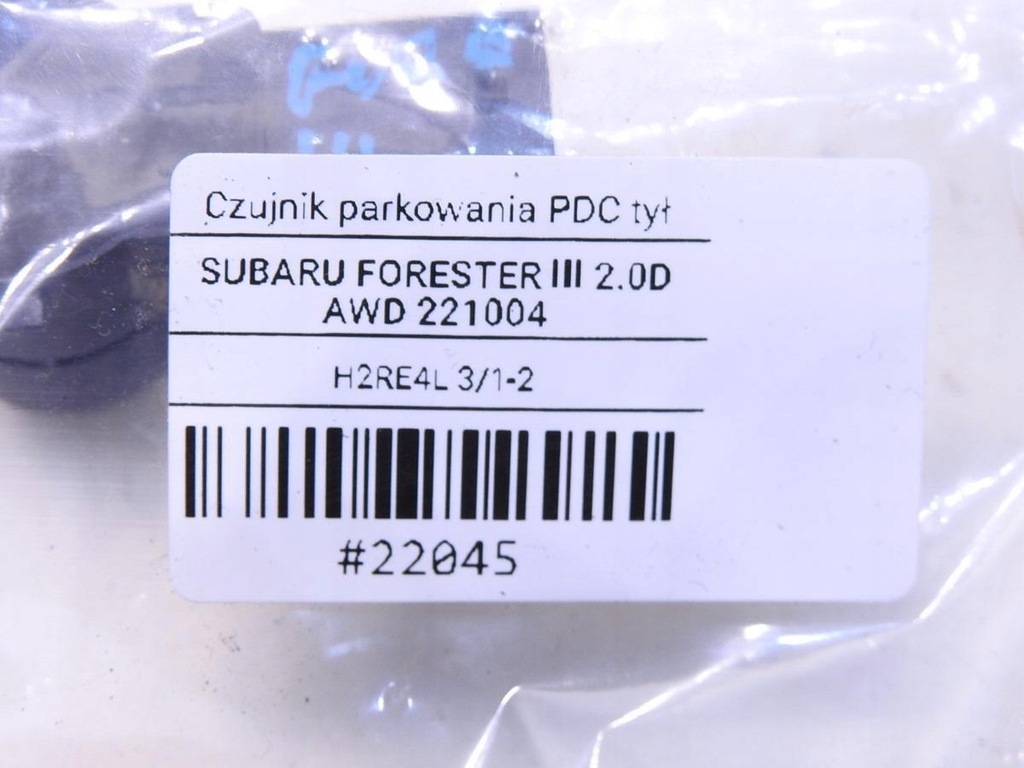 Czujnik parkowania PDC tył
SUBARU FORESTER III 2.0D
AWD 221004
H2RE4L 3/1-2
#22045